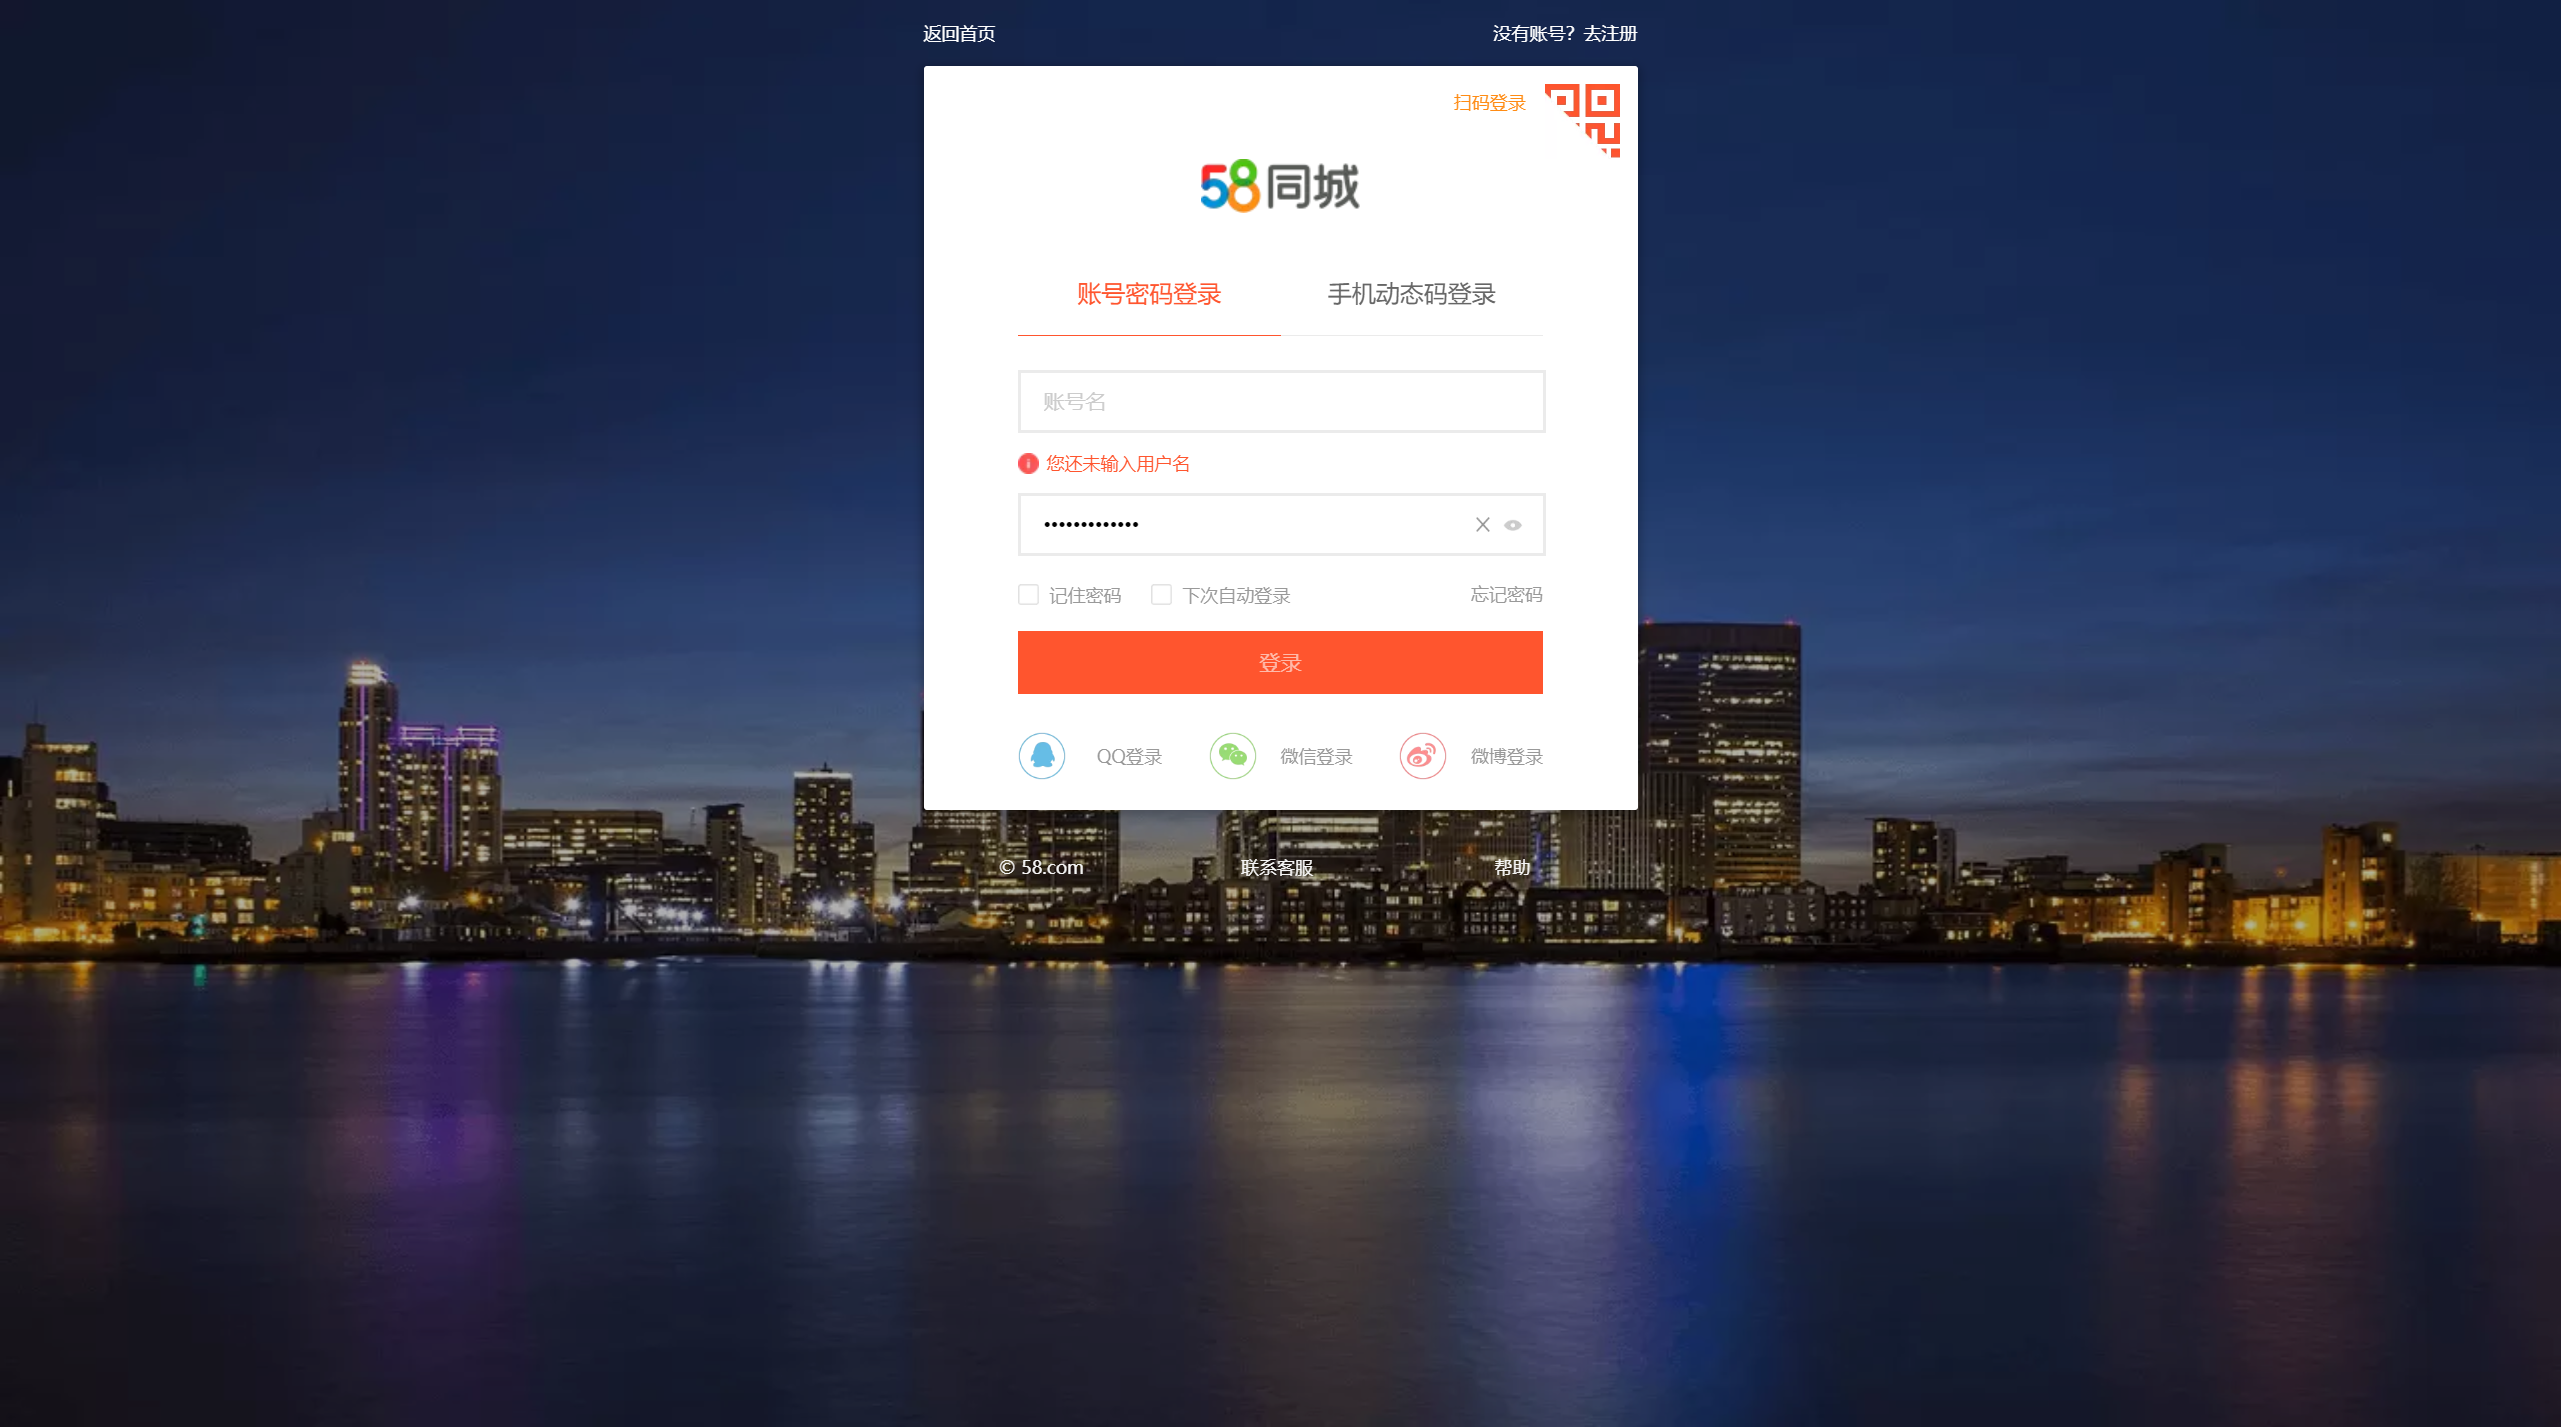 返回首页
没有账号？去注册
扫码登录
58同城
账号密码登录
手机动态码登录
账号名
您还未输入用户名
•••••••••••••
记住密码
下次自动登录
忘记密码
登录
QQ登录
微信登录
微博登录
© 58.com
联系客服
帮助